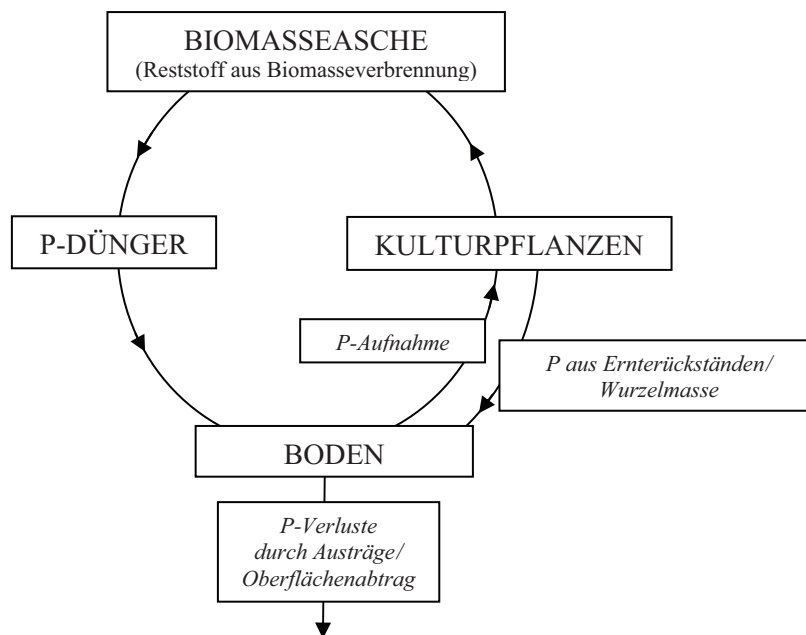 BIOMASSEASCHE
(Reststoff aus Biomasseverbrennung)
P-DÜNGER
KULTURPFLANZEN
P-Aufnahme
P aus Ernterückständen/
Wurzelmasse
BODEN
P-Verluste
durch Austräge/
Oberflächenabtrag